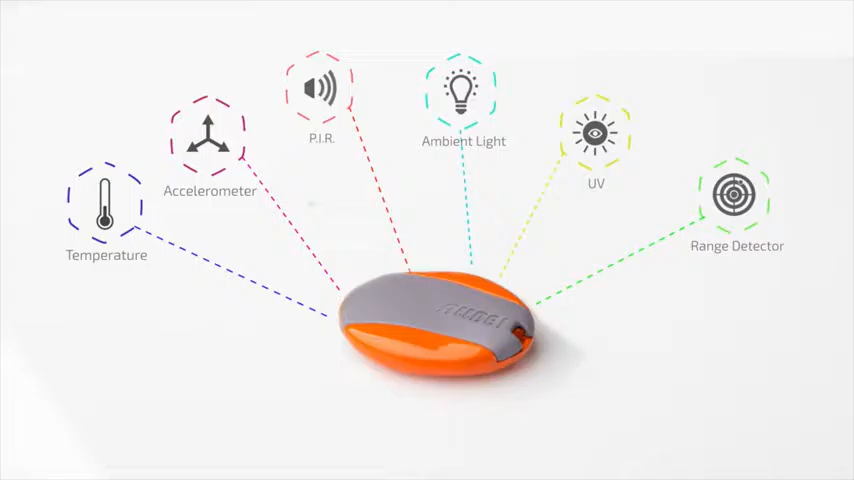 P.I.R.
Ambient Light
Accelerometer
UV
Temperature
Range Detector